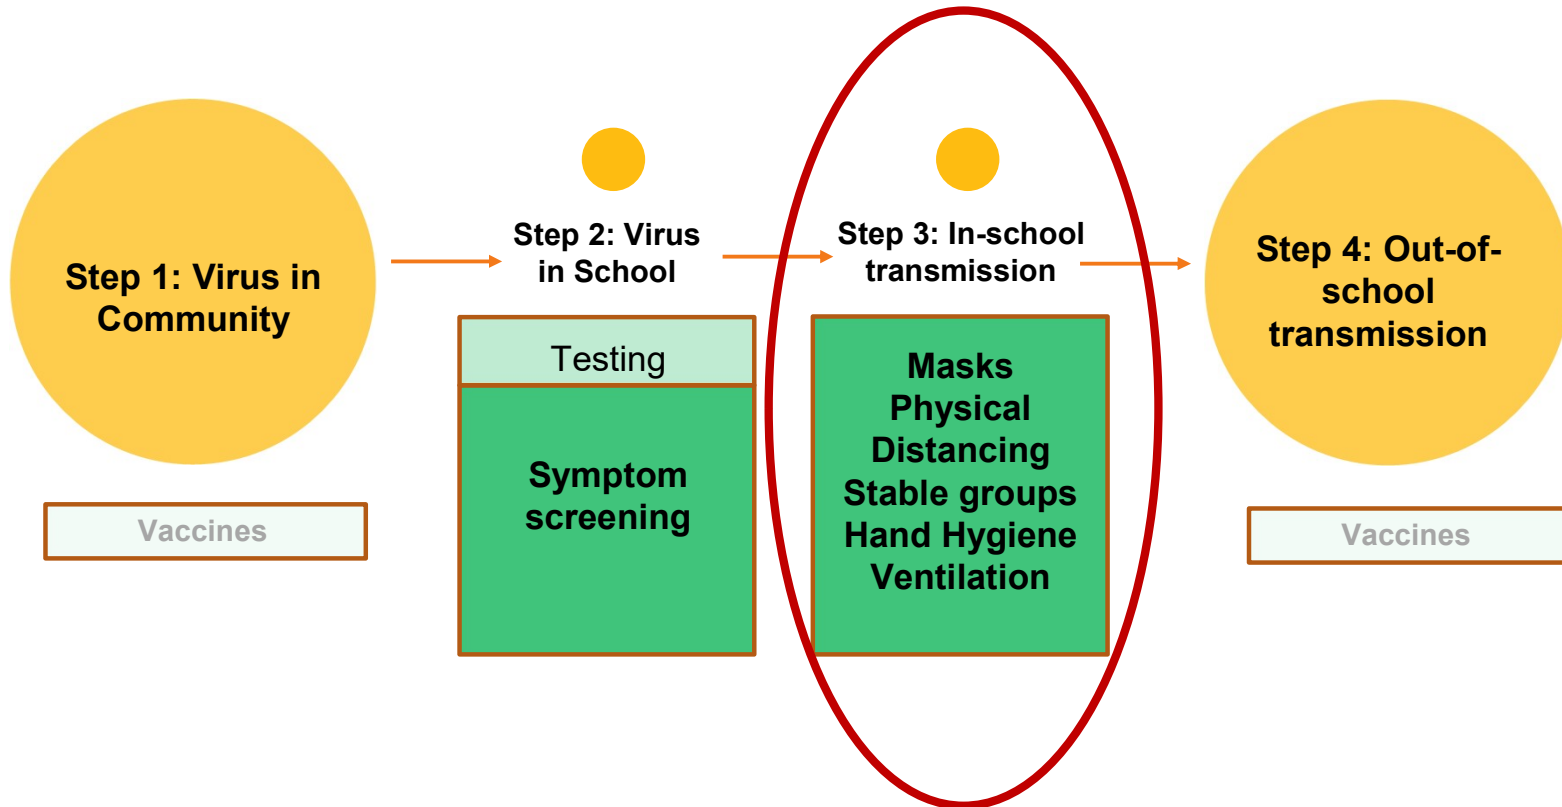 Step 1: Virus in
Community
Vaccines
Step 2: Virus
in School
Testing
Symptom
screening
Step 3: In-school
transmission
Masks
Physical
Distancing
Stable groups
Hand Hygiene
Ventilation
Step 4: Out-of-
school
transmission
Vaccines